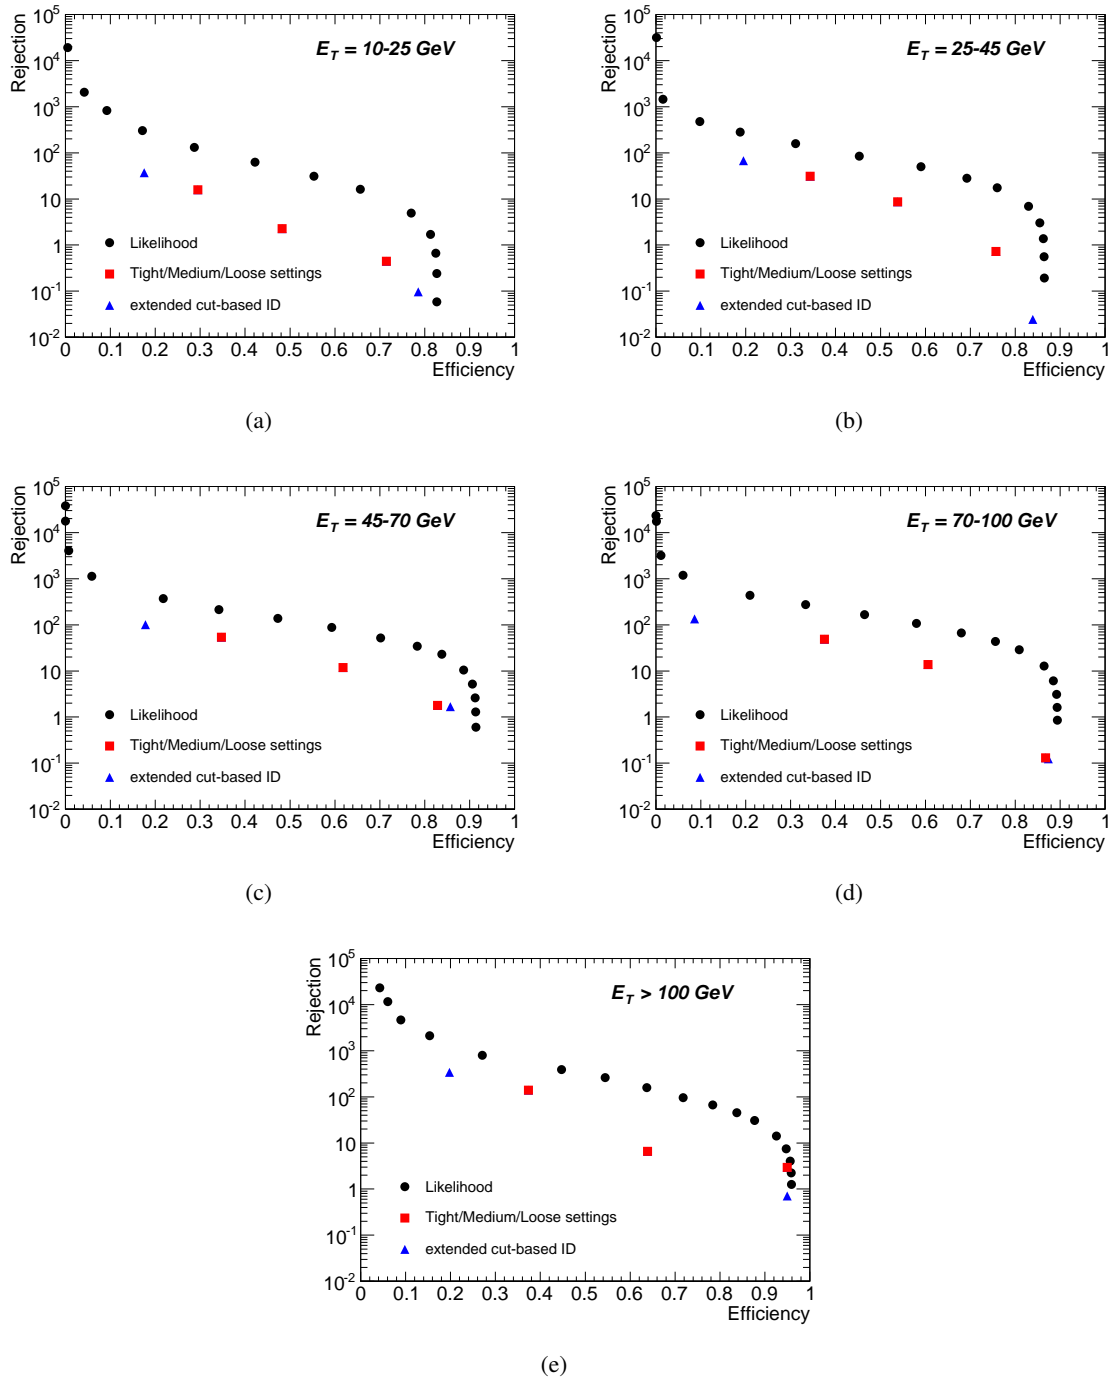 Rejection
10^5
10^4
10^3
10^2
10
1
10^-1
10^-2
E_T = 10-25 GeV
Likelihood
Tight/Medium/Loose settings
extended cut-based ID
0 0.1 0.2 0.3 0.4 0.5 0.6 0.7 0.8 0.9 1
Efficiency
(a)
Rejection
10^5
10^4
10^3
10^2
10
1
10^-1
10^-2
E_T = 25-45 GeV
Likelihood
Tight/Medium/Loose settings
extended cut-based ID
0 0.1 0.2 0.3 0.4 0.5 0.6 0.7 0.8 0.9 1
Efficiency
(b)
Rejection
10^5
10^4
10^3
10^2
10
1
10^-1
10^-2
E_T = 45-70 GeV
Likelihood
Tight/Medium/Loose settings
extended cut-based ID
0 0.1 0.2 0.3 0.4 0.5 0.6 0.7 0.8 0.9 1
Efficiency
(c)
Rejection
10^5
10^4
10^3
10^2
10
1
10^-1
10^-2
E_T = 70-100 GeV
Likelihood
Tight/Medium/Loose settings
extended cut-based ID
0 0.1 0.2 0.3 0.4 0.5 0.6 0.7 0.8 0.9 1
Efficiency
(d)
Rejection
10^5
10^4
10^3
10^2
10
1
10^-1
10^-2
E_T > 100 GeV
Likelihood
Tight/Medium/Loose settings
extended cut-based ID
0 0.1 0.2 0.3 0.4 0.5 0.6 0.7 0.8 0.9 1
Efficiency
(e)